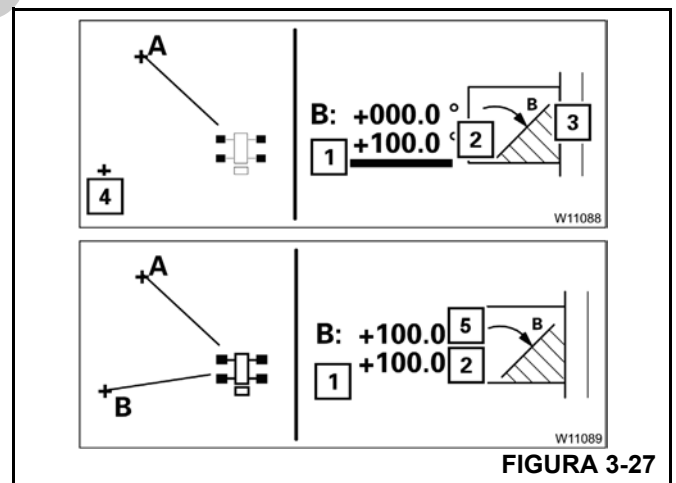 A
B: +000.0 °
+100.0 °
1
2
B
3
4
W11088
A
B
B: +100.0
+100.0
5
2
1
B
W11089
FIGURA 3-27